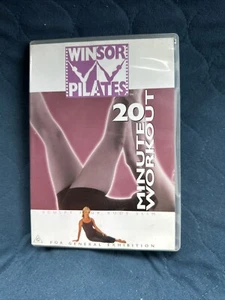 WINSOR
PILATES
20
MINUTE
WORKOUT
FOR GENERAL EXHIBITION